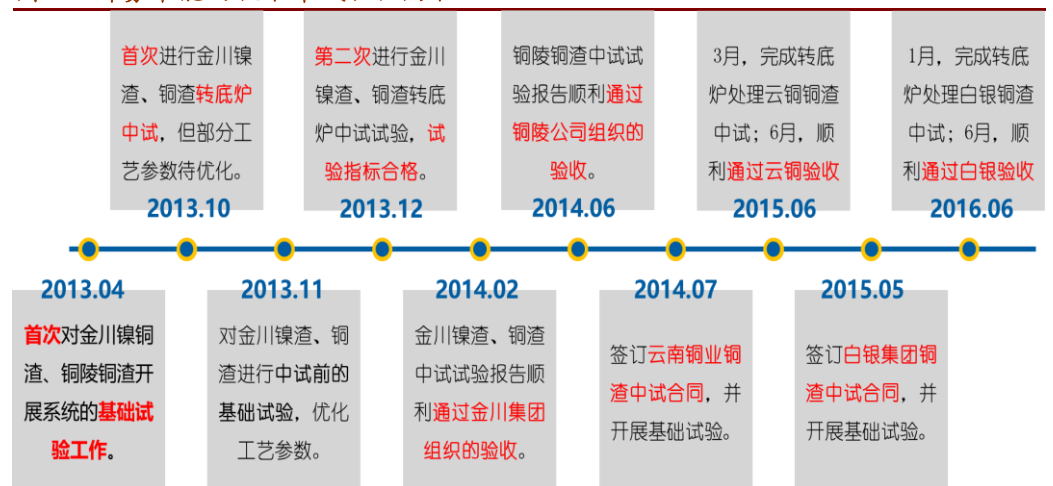 首次进行金川镍
渣、铜渣转底炉
中试，但部分工
艺参数待优化。
2013.10
第二次进行金川
镍渣、铜渣转底
炉中试试验，试
验指标合格。
2013.12
铜陵铜渣中试试
验报告顺利通过
铜陵公司组织的
验收。
2014.06
3月，完成转底
炉处理云铜铜渣
中试；6月，顺
利通过云铜验收
2015.06
1月，完成转底
炉处理白银铜渣
中试；6月，顺
利通过白银验收
2016.06
2013.04
首次对金川镍铜
渣、铜陵铜渣开
展系统的基础试
验工作。
2013.11
对金川镍渣、铜
渣进行中试前的
基础试验，优化
工艺参数。
2014.02
金川镍渣、铜渣
中试试验报告顺
利通过金川集团
组织的验收。
2014.07
签订云南铜业铜
渣中试合同，并
开展基础试验。
2015.05
签订白银集团铜
渣中试合同，并
开展基础试验。